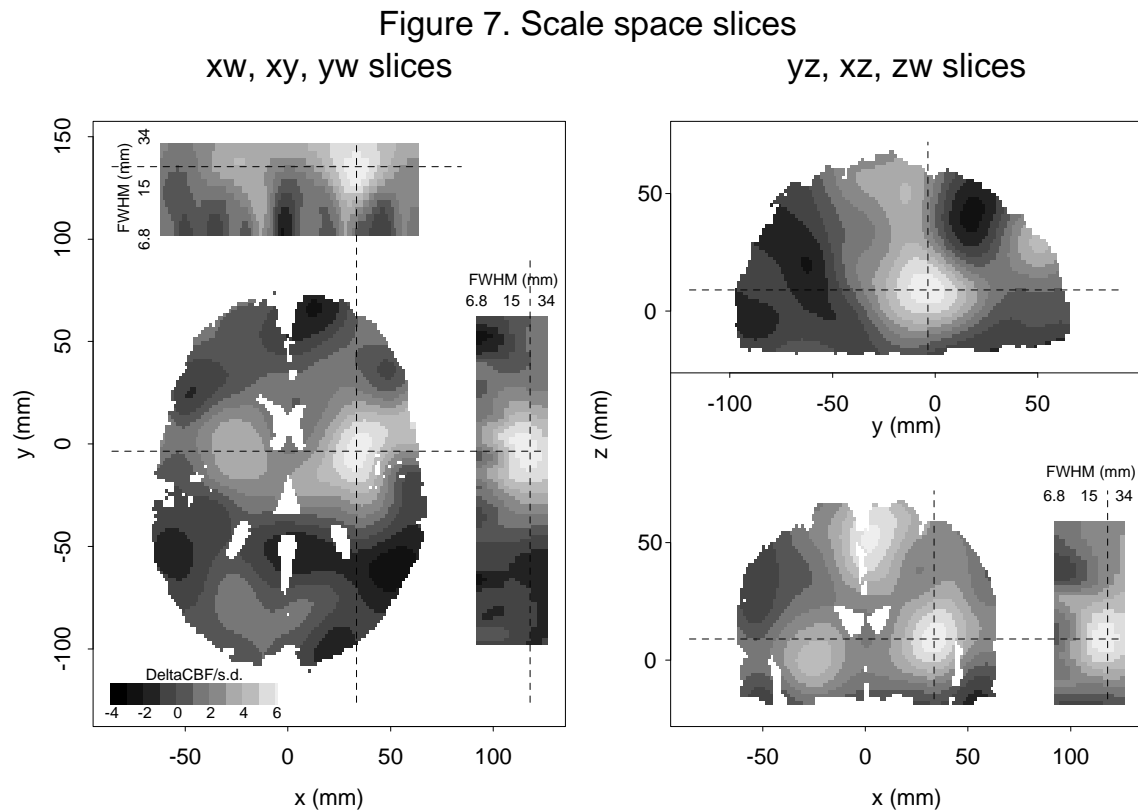 Figure 7. Scale space slices
xw, xy, yw slices
yz, xz, zw slices
150
100
50
0
-50
-100
y (mm)
FWHM (mm)
6.8
15
34
FWHM (mm)
6.8 15 34
DeltaCBF/s.d.
-4 -2 0 2 4 6
-50 0 50 100
x (mm)
50
0
-100 -50 0 50
y (mm)
z (mm)
FWHM (mm)
6.8 15 34
50
0
-50 0 50 100
x (mm)